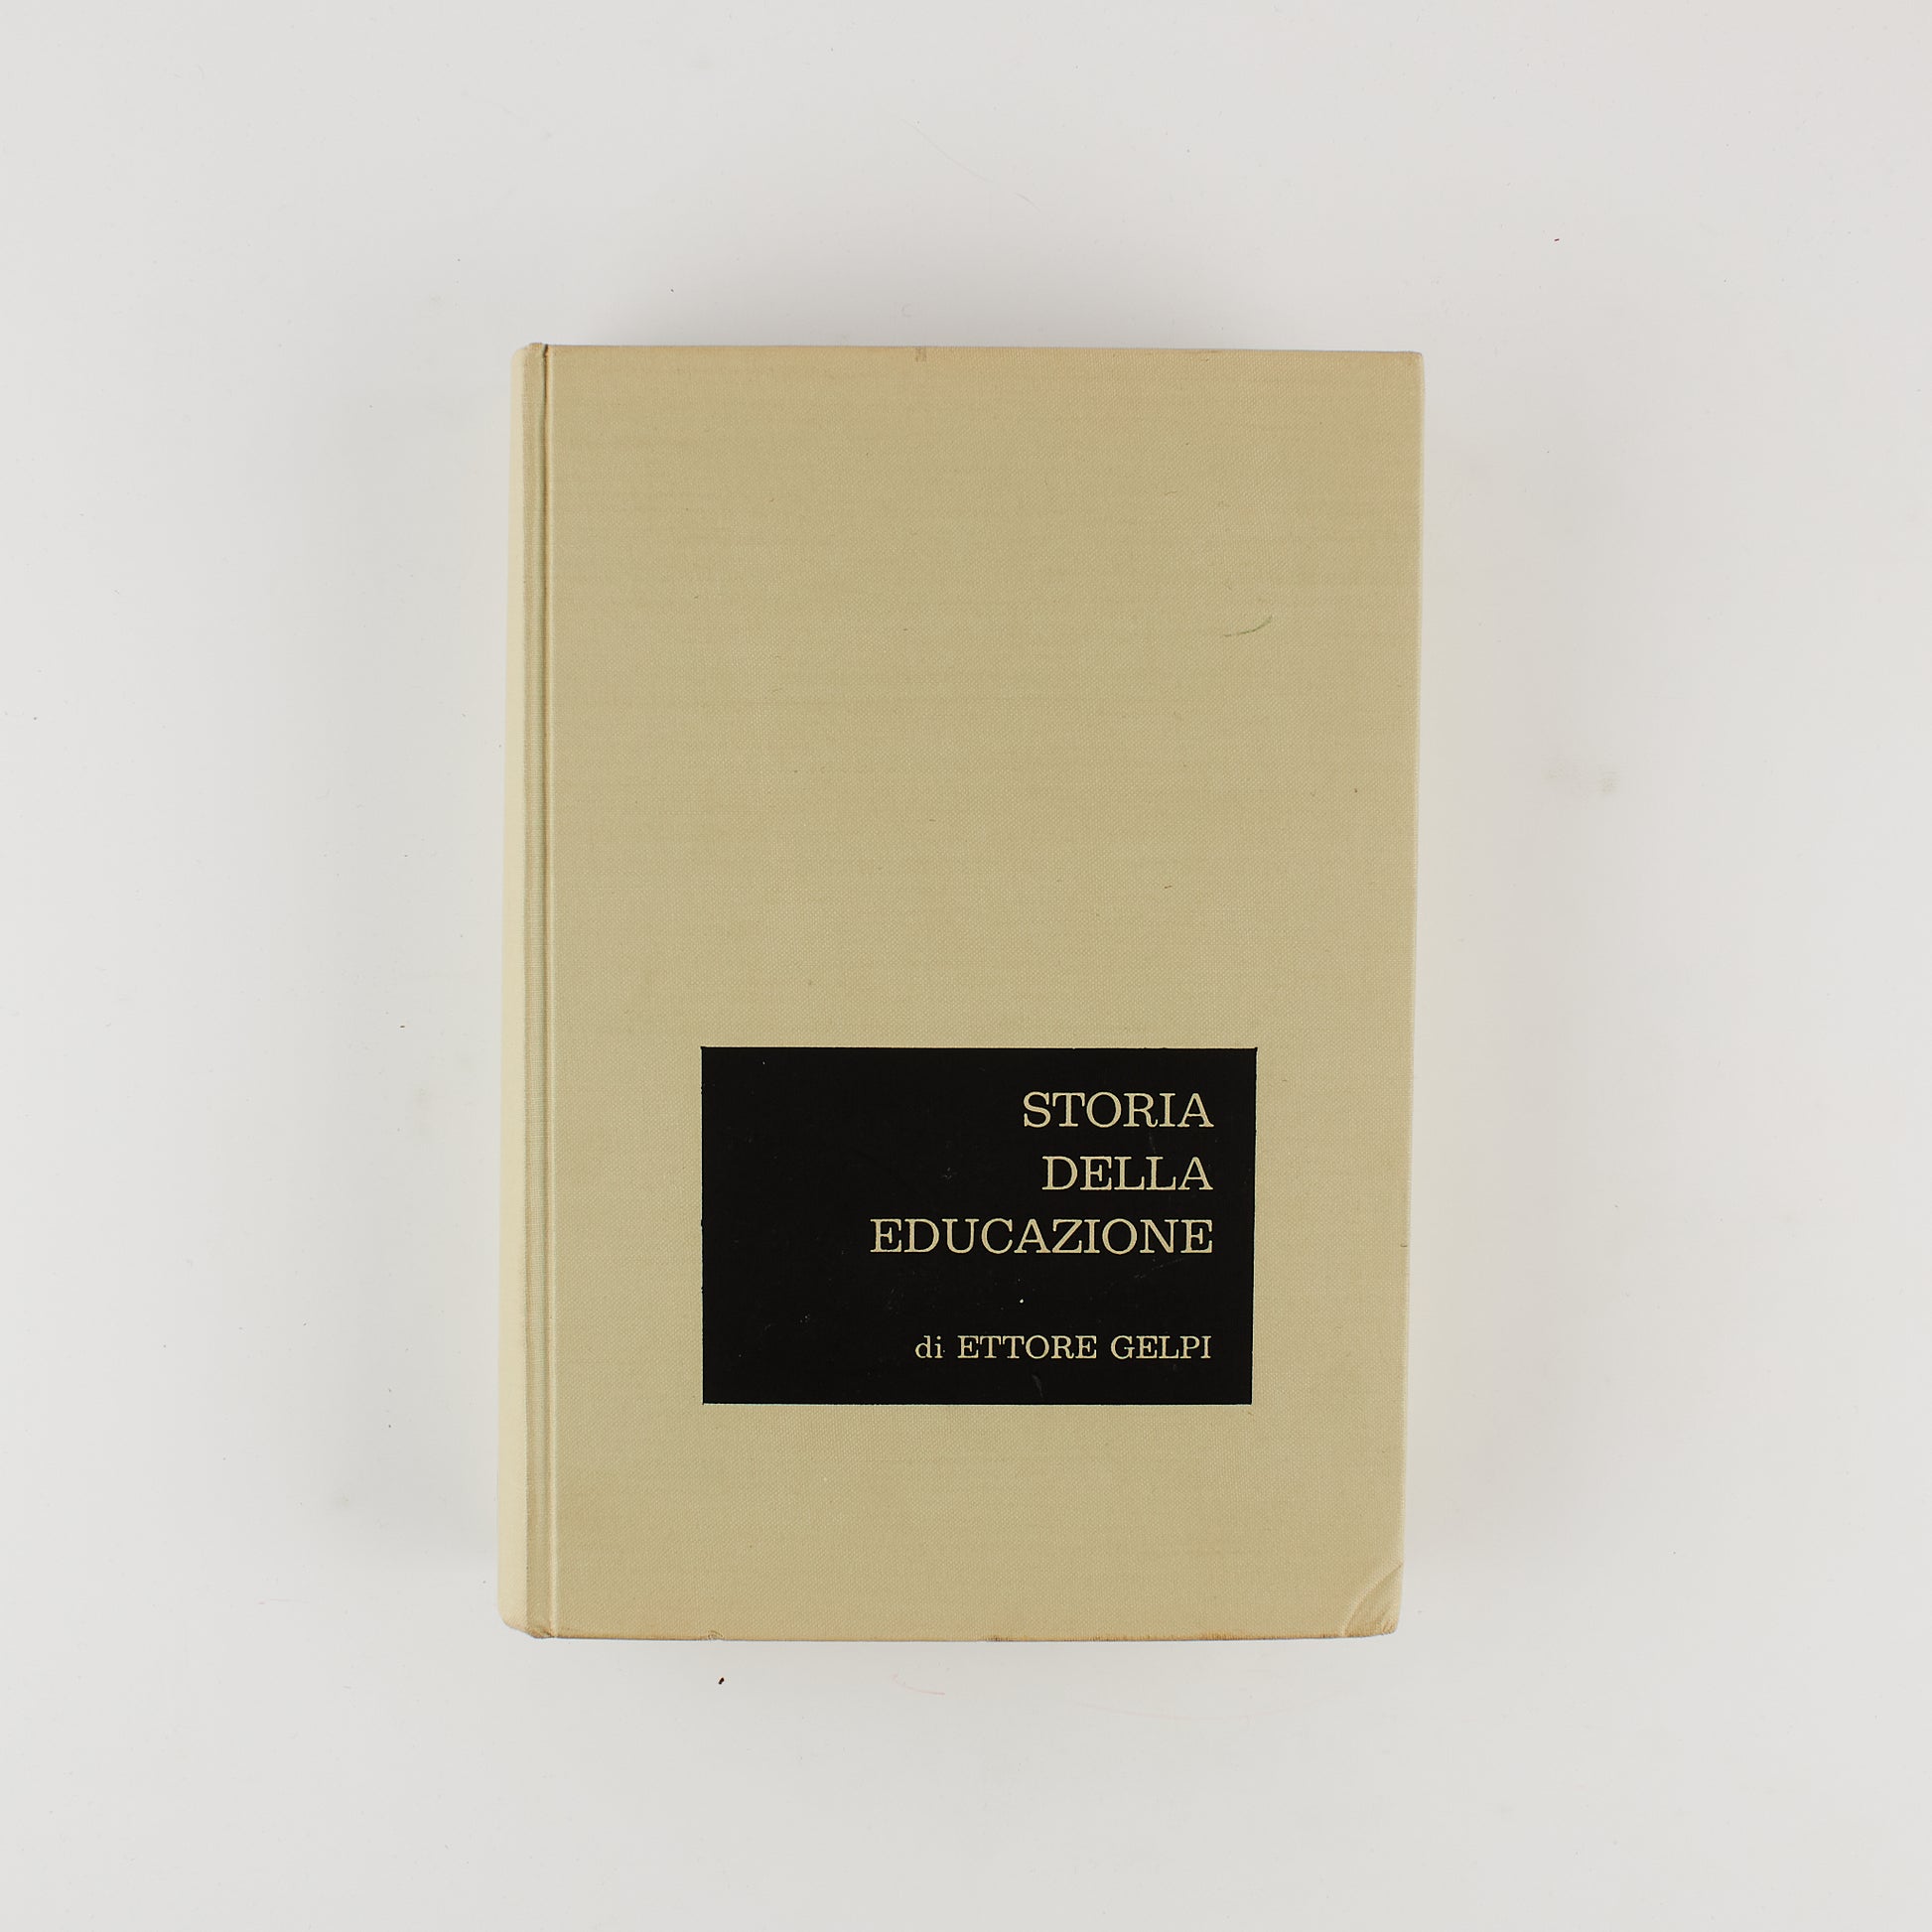 STORIA
DELLA
EDUCAZIONE
di ETTORE GELPI